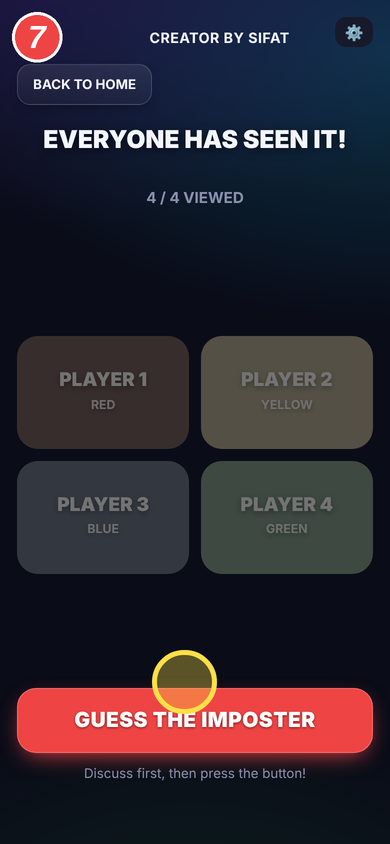 7
CREATOR BY SIFAT
BACK TO HOME
EVERYONE HAS SEEN IT!
4 / 4 VIEWED
PLAYER 1
RED
PLAYER 2
YELLOW
PLAYER 3
BLUE
PLAYER 4
GREEN
GUESS THE IMPOSTER
Discuss first, then press the button!